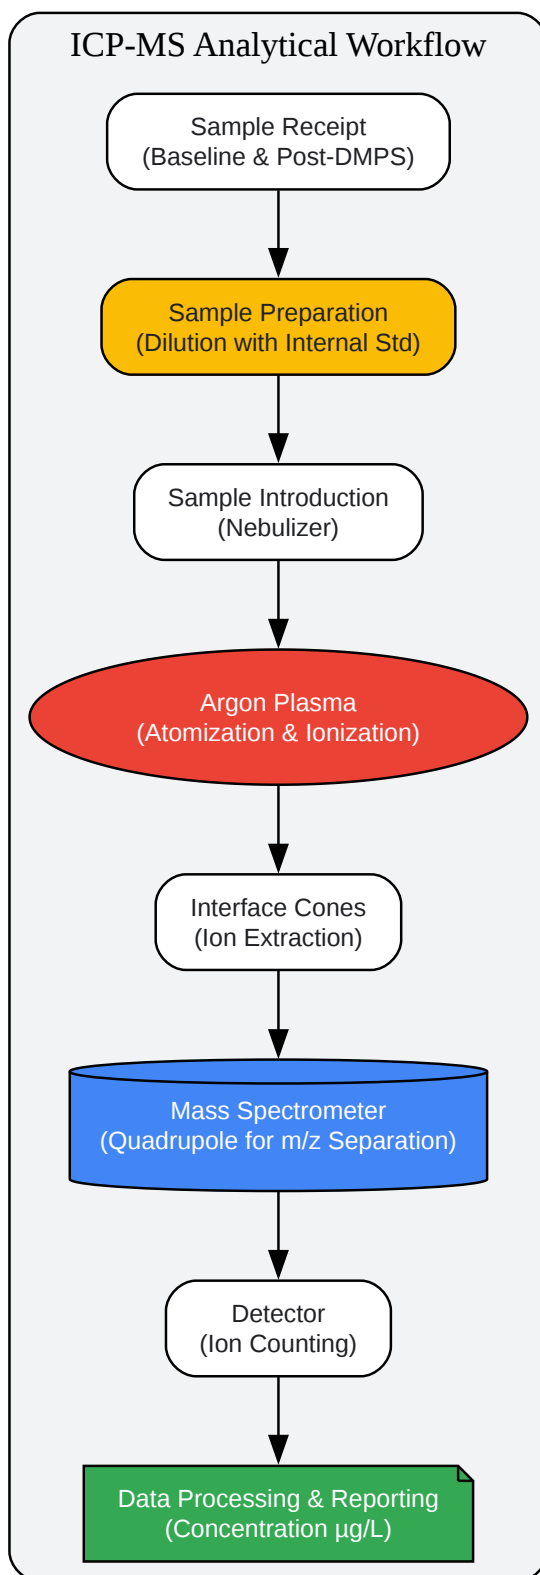 ICP-MS Analytical Workflow
Sample Receipt
(Baseline & Post-DMPS)
Sample Preparation
(Dilution with Internal Std)
Sample Introduction
(Nebulizer)
Argon Plasma
(Atomization & Ionization)
Interface Cones
(Ion Extraction)
Mass Spectrometer
(Quadrupole for m/z Separation)
Detector
(Ion Counting)
Data Processing & Reporting
(Concentration µg/L)